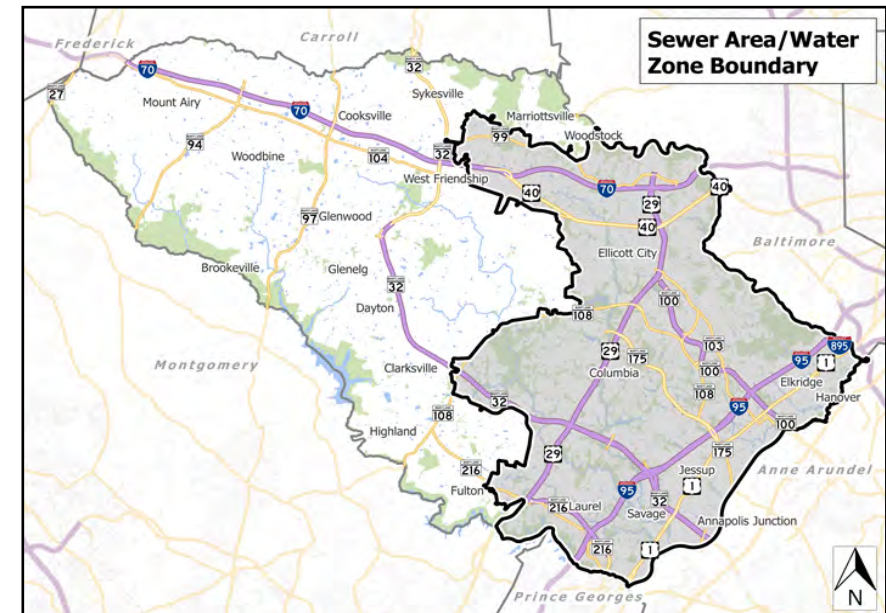 Sewer Area/Water
Zone Boundary
Frederick
Carroll
70
32
27
Mount Airy
Sykesville
70
Cooksville
Marriottsville
94
99
Woodstock
Woodbine
104
32
West Friendship
40
70
29
40
97
Glenwood
40
Baltimore
Ellicott City
Brookeville
Glenelg
32
100
Dayton
108
103
895
29
175
95
1
Montgomery
Clarksville
Columbia
100
Elkridge
32
108
Hanover
108
95
100
Highland
29
175
216
Jessup
Anne Arundel
Fulton
95
1
32
216
Laurel
Savage
Annapolis Junction
216
1
Prince Georges
N